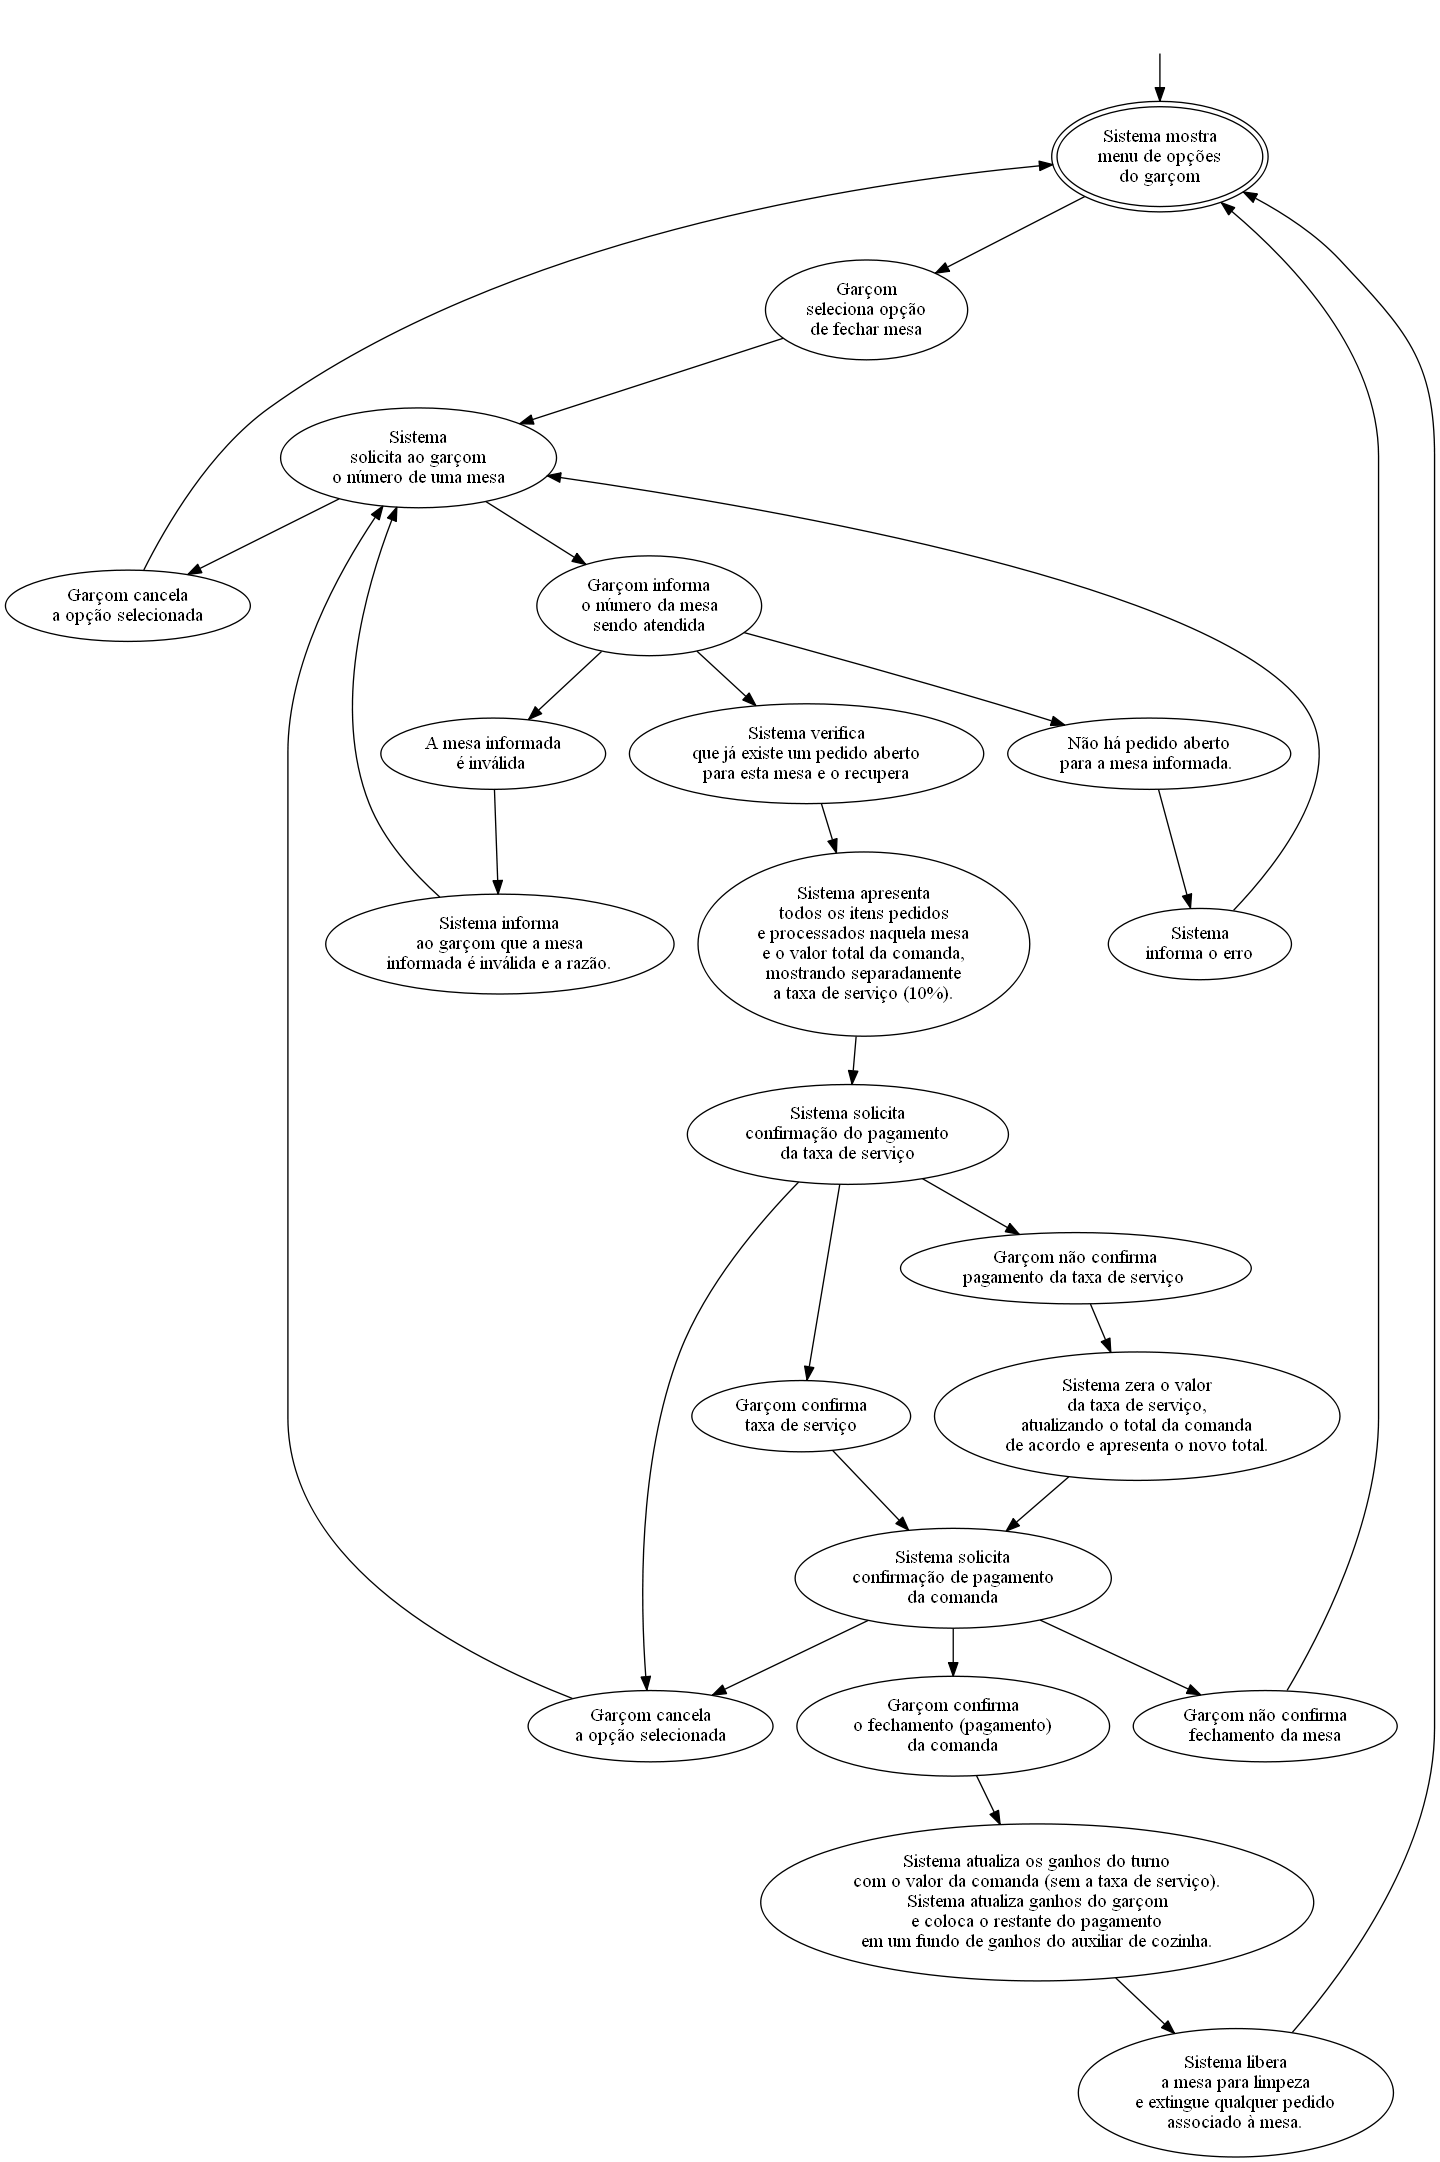 Sistema mostra
menu de opções
do garçom
Garçom
seleciona opção
de fechar mesa
Sistema
solicita ao garçom
o número de uma mesa
Garçom cancela
a opção selecionada
Garçom informa
o número da mesa
sendo atendida
A mesa informada
é inválida
Sistema verifica
que já existe um pedido aberto
para esta mesa e o recupera
Não há pedido aberto
para a mesa informada.
Sistema informa
ao garçom que a mesa
informada é inválida e a razão.
Sistema apresenta
todos os itens pedidos
e processados naquela mesa
e o valor total da comanda,
mostrando separadamente
a taxa de serviço (10%).
Sistema
informa o erro
Sistema solicita
confirmação do pagamento
da taxa de serviço
Garçom não confirma
pagamento da taxa de serviço
Garçom confirma
taxa de serviço
Sistema zera o valor
da taxa de serviço,
atualizando o total da comanda
de acordo e apresenta o novo total.
Sistema solicita
confirmação de pagamento
da comanda
Garçom cancela
a opção selecionada
Garçom confirma
o fechamento (pagamento)
da comanda
Garçom não confirma
fechamento da mesa
Sistema atualiza os ganhos do turno
com o valor da comanda (sem a taxa de serviço).
Sistema atualiza ganhos do garçom
e coloca o restante do pagamento
em um fundo de ganhos do auxiliar de cozinha.
Sistema libera
a mesa para limpeza
e extingue qualquer pedido
associado à mesa.